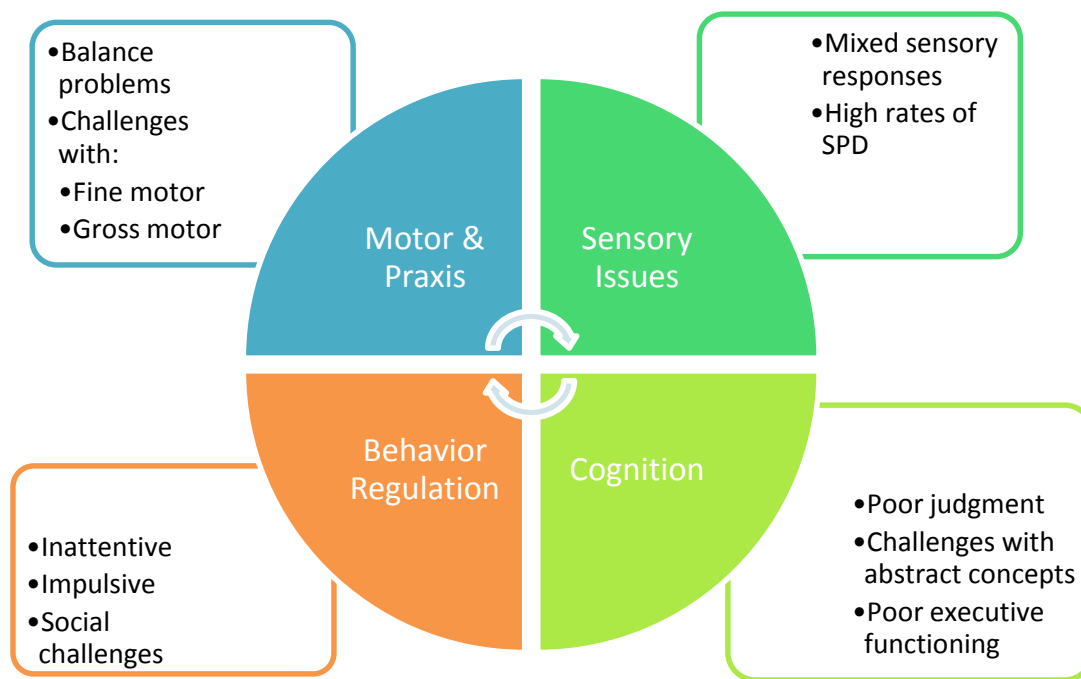 •Balance
problems
•Challenges
with:
•Fine motor
•Gross motor
•Mixed sensory
responses
•High rates of
SPD
Motor &
Praxis
Sensory
Issues
Behavior
Regulation
Cognition
•Inattentive
•Impulsive
•Social
challenges
•Poor judgment
•Challenges with
abstract concepts
•Poor executive
functioning